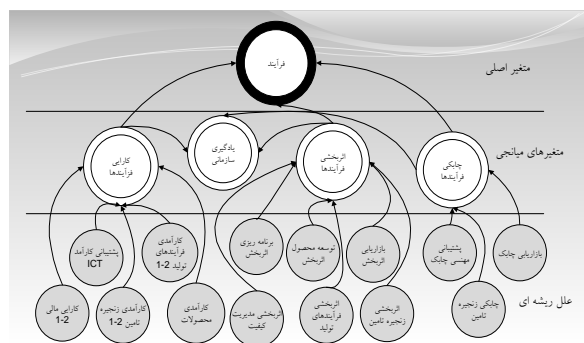 فرآیند
متغیر اصلی
کارایی
فرآیندها
یادگیری
سازمانی
اثربخشی
فرآیندها
چابکی
فرآیندها
متغیرهای میانجی
پشتیبانی کارآمد
ICT
کارآمدی
فرآیندهای
تولید 2-1
برنامه ریزی
اثربخش
توسعه محصول
اثربخش
بازاریابی
اثربخش
پشتیبانی
مهنسی چابک
بازاریابی چابک
کارایی مالی
1-2
کارآمدی زنجیره
تامین 2-1
کارآمدی
محصولات
اثربخشی مدیریت
کیفیت
اثربخشی
فرآیندهای
تولید
اثربخشی
زنجیره تامین
چابکی زنجیره
تامین
علل ریشه ای